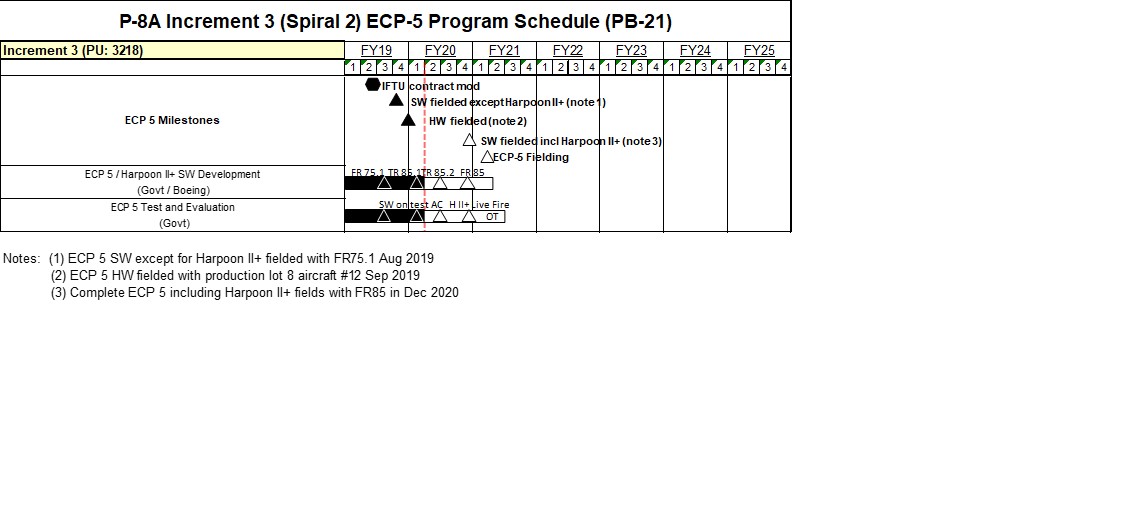 P-8A Increment 3 (Spiral 2) ECP-5 Program Schedule (PB-21)
Increment 3 (PU: 3218) FY19 FY20 FY21 FY22 FY23 FY24 FY25
1 2 3 4 1 2 3 4 1 2 3 4 1 2 3 4 1 2 3 4 1 2 3 4 1 2 3 4
IFTU contract mod
SW fielded except Harpoon II+ (note 1)
ECP 5 Milestones
HW fielded (note 2)
SW fielded incl Harpoon II+ (note 3)
ECP-5 Fielding
ECP 5 / Harpoon II+ SW Development
(Govt / Boeing)
FR 75.1 TR 85.1 TR 85.2 FR 85
ECP 5 Test and Evaluation
(Govt)
SW on test AC H II+ Live Fire
OT
Notes: (1) ECP 5 SW except for Harpoon II+ fielded with FR75.1 Aug 2019
(2) ECP 5 HW fielded with production lot 8 aircraft #12 Sep 2019
(3) Complete ECP 5 including Harpoon II+ fields with FR85 in Dec 2020